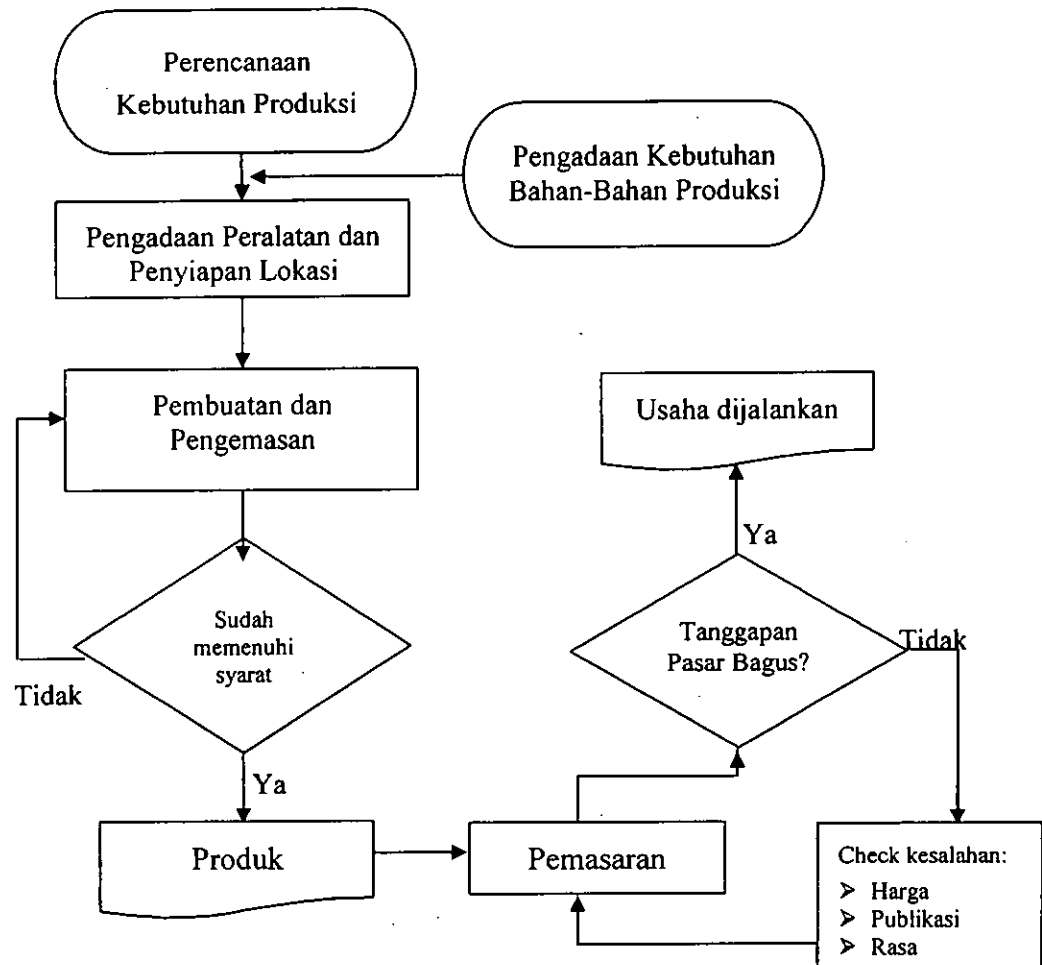 Perencanaan
Kebutuhan Produksi
Pengadaan Kebutuhan
Bahan-Bahan Produksi
Pengadaan Peralatan dan
Penyiapan Lokasi
Pembuatan dan
Pengemasan
Sudah
memenuhi
syarat
Tidak
Ya
Produk
Pemasaran
Tanggapan
Pasar Bagus?
Ya
Usaha dijalankan
Tidak
Check kesalahan:
➢ Harga
➢ Publikasi
➢ Rasa